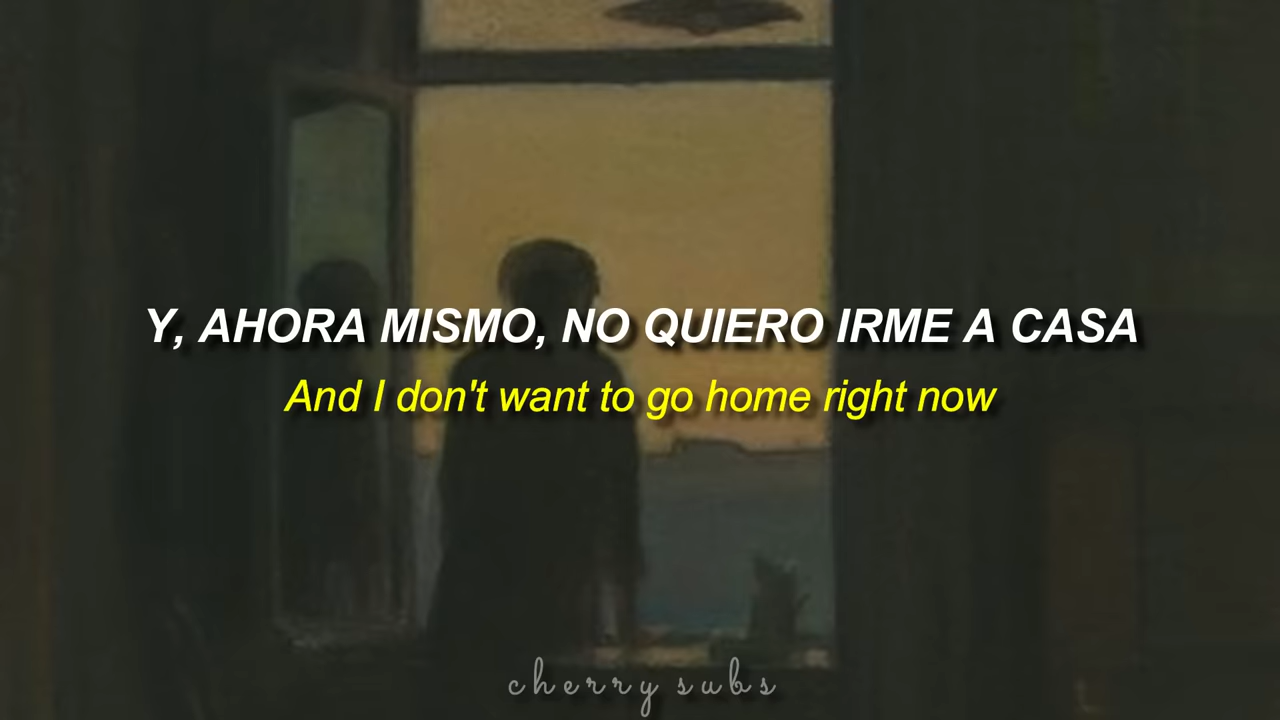 Y, AHORA MISMO, NO QUIERO IRME A CASA
And I don't want to go home right now
cherry subs